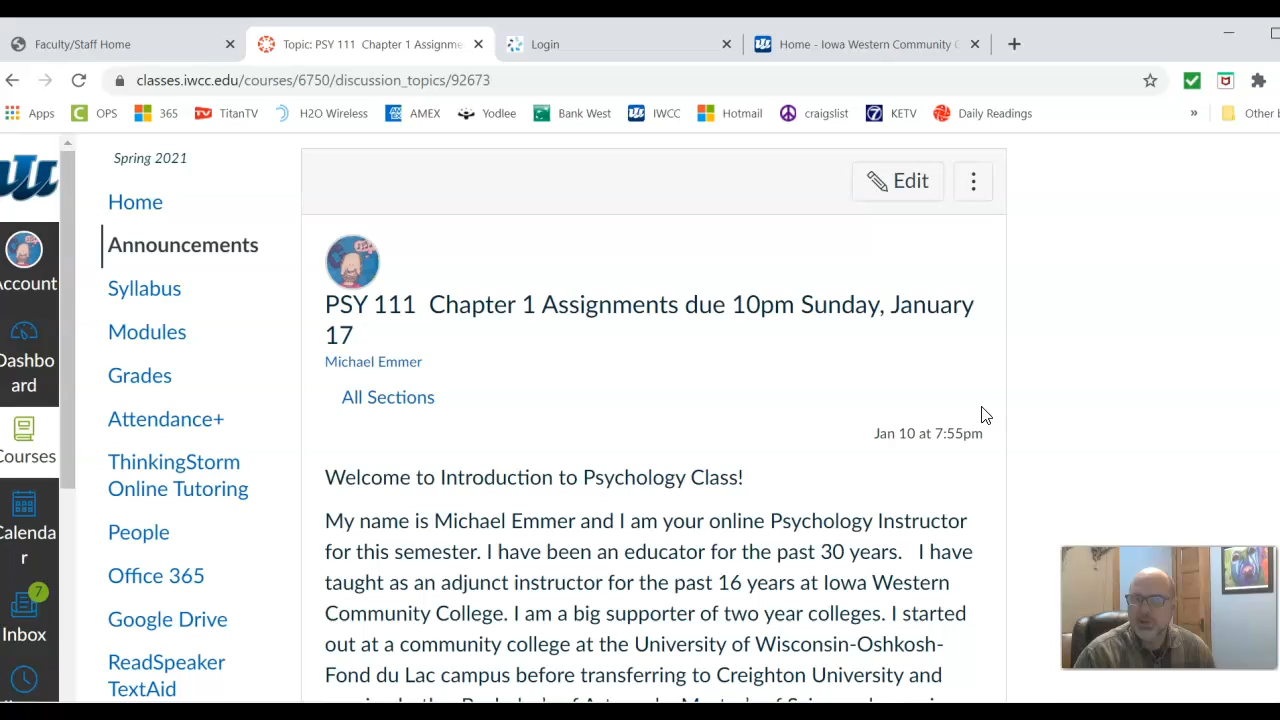 Faculty/Staff Home
Topic: PSY 111 Chapter 1 Assignme
Login
Home - Iowa Western Community C
classes.iwcc.edu/courses/6750/discussion_topics/92673
Apps OPS 365 TitanTV H2O Wireless AMEX Yodlee Bank West IWCC Hotmail craigslist KETV Daily Readings » Other b
Spring 2021
Home
Announcements
Syllabus
Modules
Grades
Attendance+
ThinkingStorm
Online Tutoring
People
Office 365
Google Drive
ReadSpeaker
TextAid
Account
Dashbo
ard
Courses
Calenda
r
7
Inbox
Edit
PSY 111 Chapter 1 Assignments due 10pm Sunday, January
17
Michael Emmer
All Sections
Jan 10 at 7:55pm
Welcome to Introduction to Psychology Class!
My name is Michael Emmer and I am your online Psychology Instructor
for this semester. I have been an educator for the past 30 years. I have
taught as an adjunct instructor for the past 16 years at Iowa Western
Community College. I am a big supporter of two year colleges. I started
out at a community college at the University of Wisconsin-Oshkosh-
Fond du Lac campus before transferring to Creighton University and